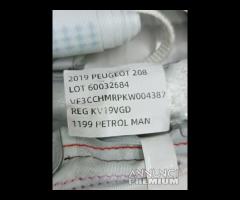 2019 PEUGEOT 208
LOT 60032684
VF3CCHMRPKW004387
REG KV19VGD
1199 PETROL MAN
ANNUNCI
PREMIUM